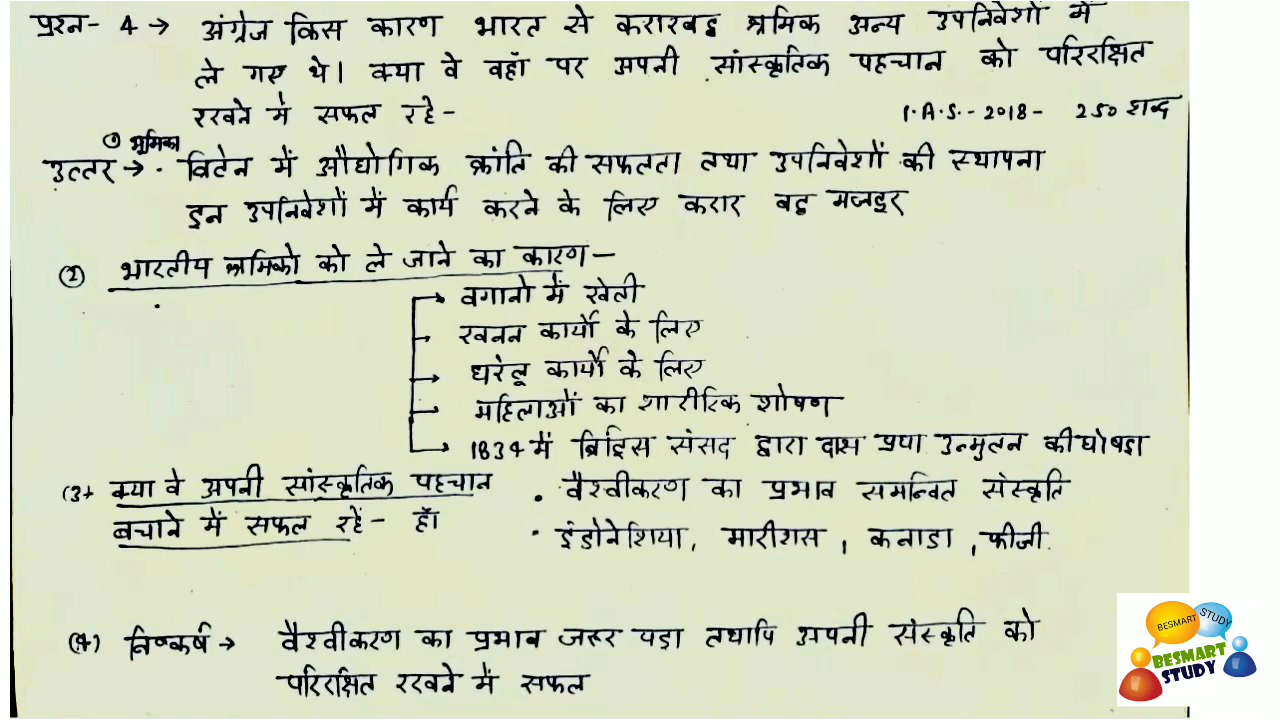 प्रश्न- 4 → अंग्रेज किस कारण भारत से करारबद्ध श्रमिक अन्य उपनिवेशों में
ले गए थे। क्या वे वहाँ पर अपनी सांस्कृतिक पहचान को परिरक्षित
रखने में सफल रहे-
I.A.S.- 2018- 250 शब्द
① भूमिका
उत्तर → · ब्रिटेन में औद्योगिक क्रांति की सफलता तथा उपनिवेशों की स्थापना
इन उपनिवेशों में कार्य करने के लिए करार बद्ध मजदूर
(2) भारतीय श्रमिको को ले जाने का कारण-
→ बगानो में खेती
→ खनन कार्यो के लिए
→ घरेलू कार्यो के लिए
→ महिलाओं का शारीरिक शोषण
→ 1834 में ब्रिटिस संसद द्वारा दास प्रथा उन्मुलन की घोषडा
(3) क्या वे अपनी सांस्कृतिक पहचान
बचाने में सफल रहें- हाँ
• वैश्वीकरण का प्रभाव समन्वित संस्कृति
• इंडोनेशिया, मारीशस, कनाडा, फीजी.
(4) निष्कर्ष → वैश्वीकरण का प्रभाव जरूर पड़ा तथापि अपनी संस्कृति को
परिरक्षित रखने में सफल
BESMART STUDY
BESMART
STUDY